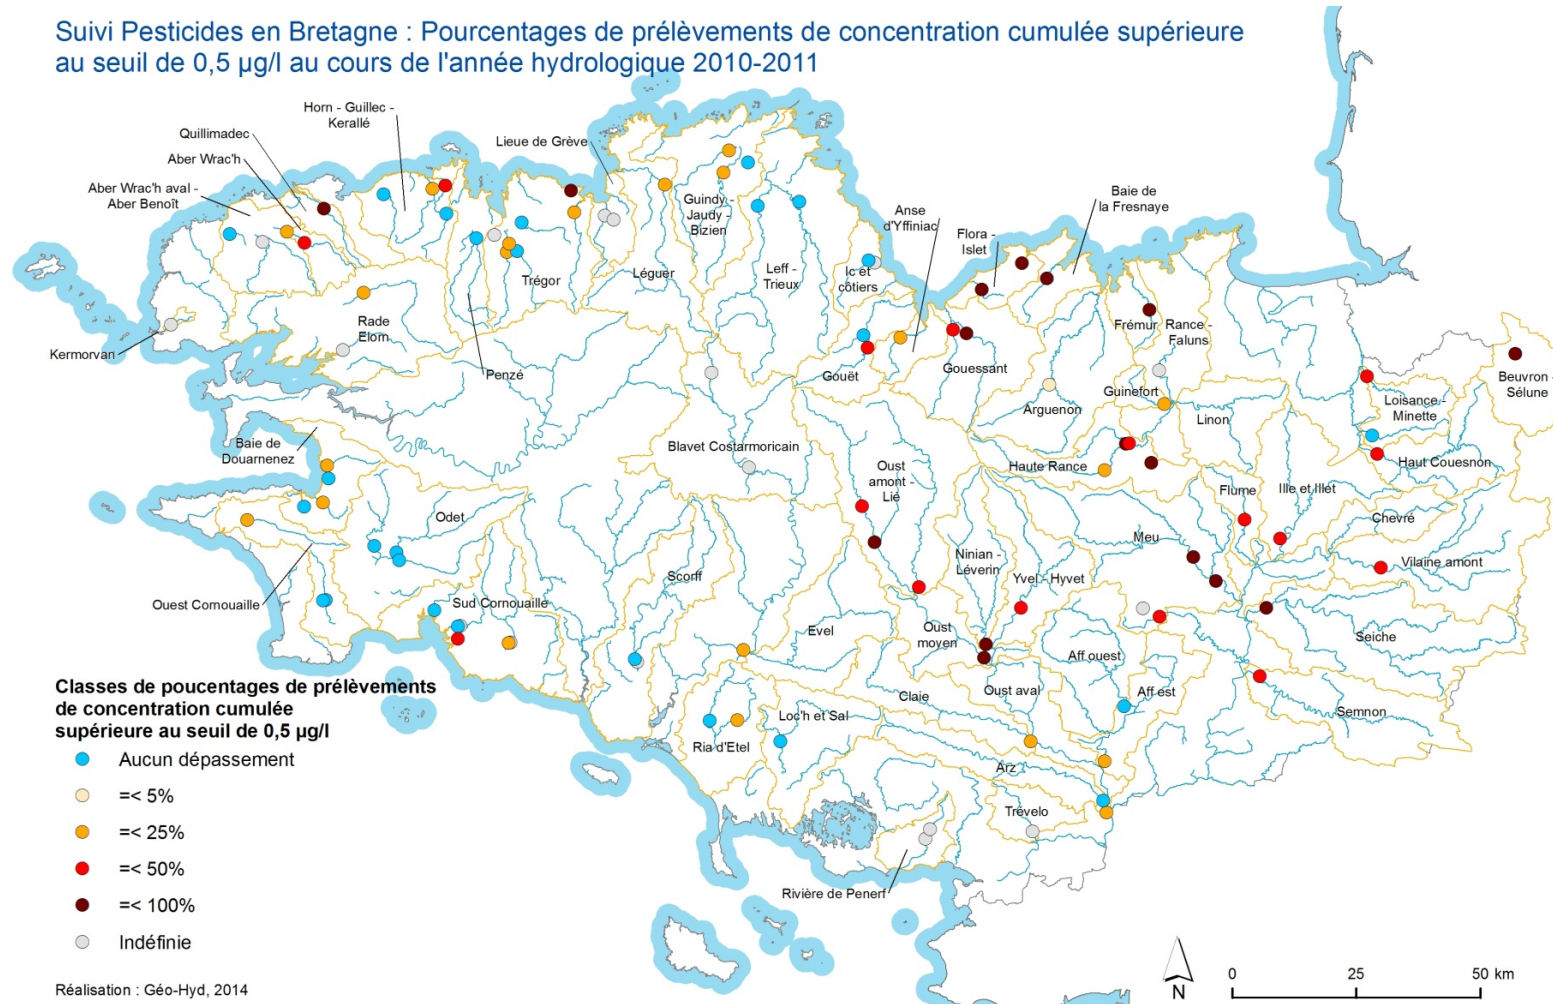 Suivi Pesticides en Bretagne : Pourcentages de prélèvements de concentration cumulée supérieure
au seuil de 0,5 µg/l au cours de l'année hydrologique 2010-2011
Horn - Guillec -
Kerallé
Quillimadec
Aber Wrac'h
Aber Wrac'h aval -
Aber Benoît
Lieue de Grève
Guindy -
Jaudy -
Bizien
Anse
d'Yffiniac
Flora -
Islet
Baie de
la Fresnaye
Trégor
Léguer
Leff -
Trieux
Ic et
côtiers
Rade
Elorn
Kermorvan
Penzé
Gouët
Gouessant
Frémur
Rance -
Faluns
Arguenon
Guinefort
Linon
Beuvron -
Sélune
Loisance -
Minette
Baie de
Douarnenez
Blavet Costarmoricain
Oust
amont -
Lié
Haute Rance
Haut Couesnon
Flume
Ille et Illet
Chevré
Odet
Meu
Ninian -
Léverin
Yvel - Hyvet
Vilaine amont
Scorff
Ouest Cornouaille
Sud Cornouaille
Evel
Oust
moyen
Aff ouest
Seiche
Claie
Oust aval
Aff est
Semnon
Loc'h et Sal
Ria d'Etel
Arz
Trévelo
Rivière de Penerf
Classes de poucentages de prélèvements
de concentration cumulée
supérieure au seuil de 0,5 µg/l
Aucun dépassement
=< 5%
=< 25%
=< 50%
=< 100%
Indéfinie
Réalisation : Géo-Hyd, 2014
N
0 25 50 km